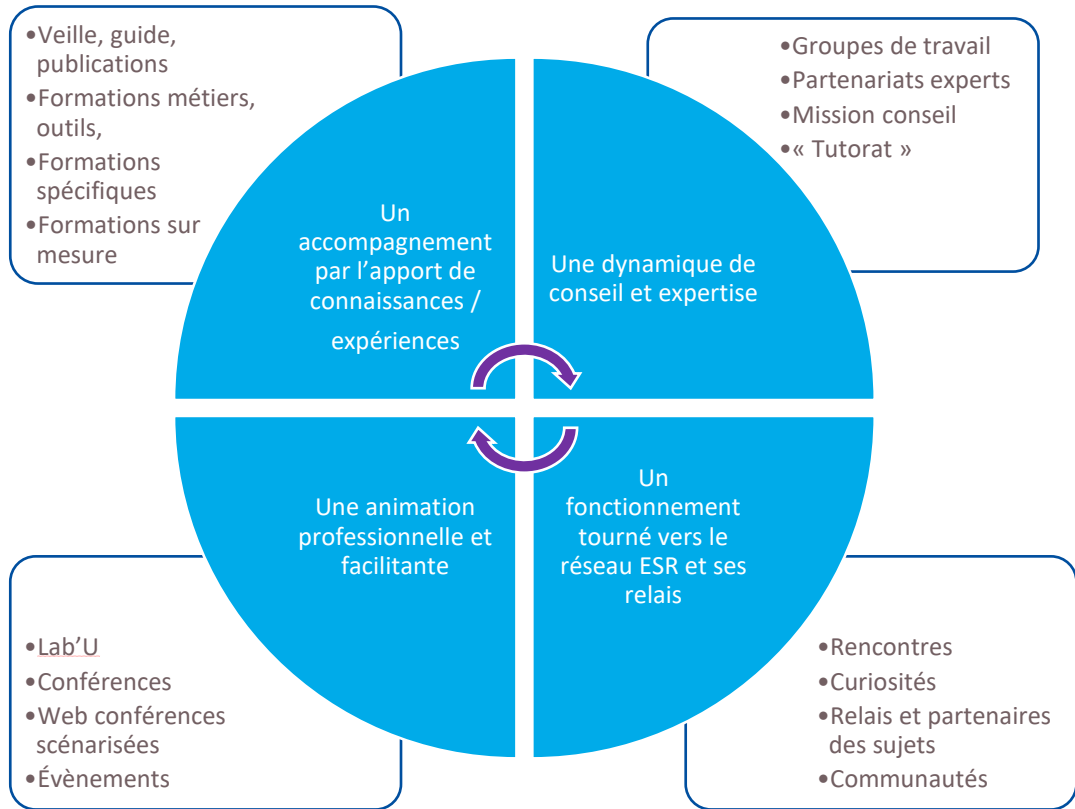 •Veille, guide,
publications
•Formations métiers,
outils,
•Formations
spécifiques
•Formations sur
mesure
•Groupes de travail
•Partenariats experts
•Mission conseil
•« Tutorat »
Un
accompagnement
par l’apport de
connaissances /
expériences
Une dynamique de
conseil et expertise
Une animation
professionnelle et
facilitante
Un
fonctionnement
tourné vers le
réseau ESR et ses
relais
•Lab’U
•Conférences
•Web conférences
scénarisées
•Évènements
•Rencontres
•Curiosités
•Relais et partenaires
des sujets
•Communautés